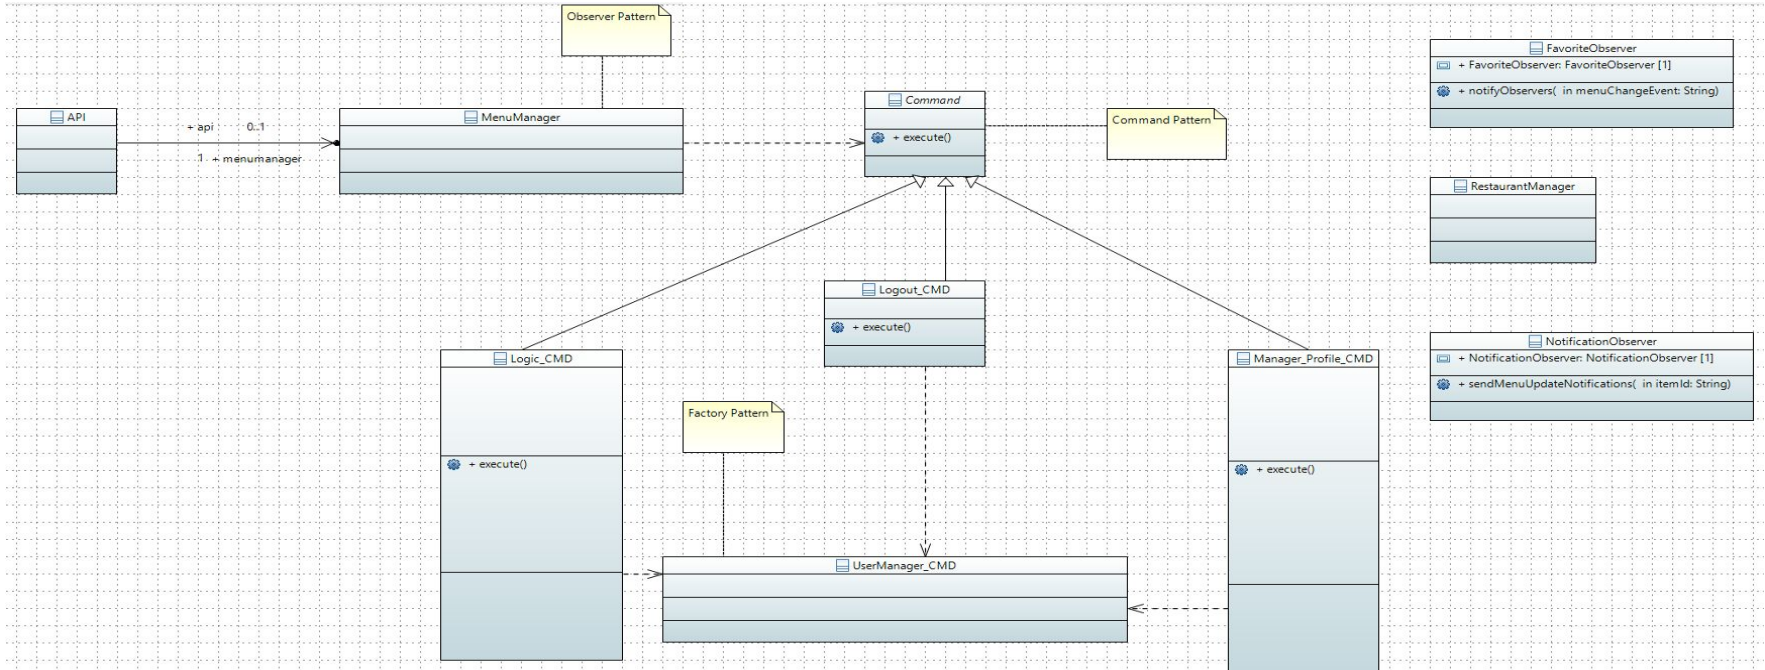 Observer Pattern
API
+ api 0..1
1 + menumanager
MenuManager
Command
+ execute()
Command Pattern
FavoriteObserver
+ FavoriteObserver: FavoriteObserver [1]
+ notifyObservers( in menuChangeEvent: String)
RestaurantManager
Logout_CMD
+ execute()
NotificationObserver
+ NotificationObserver: NotificationObserver [1]
+ sendMenuUpdateNotifications( in itemId: String)
Logic_CMD
+ execute()
Manager_Profile_CMD
+ execute()
Factory Pattern
UserManager_CMD